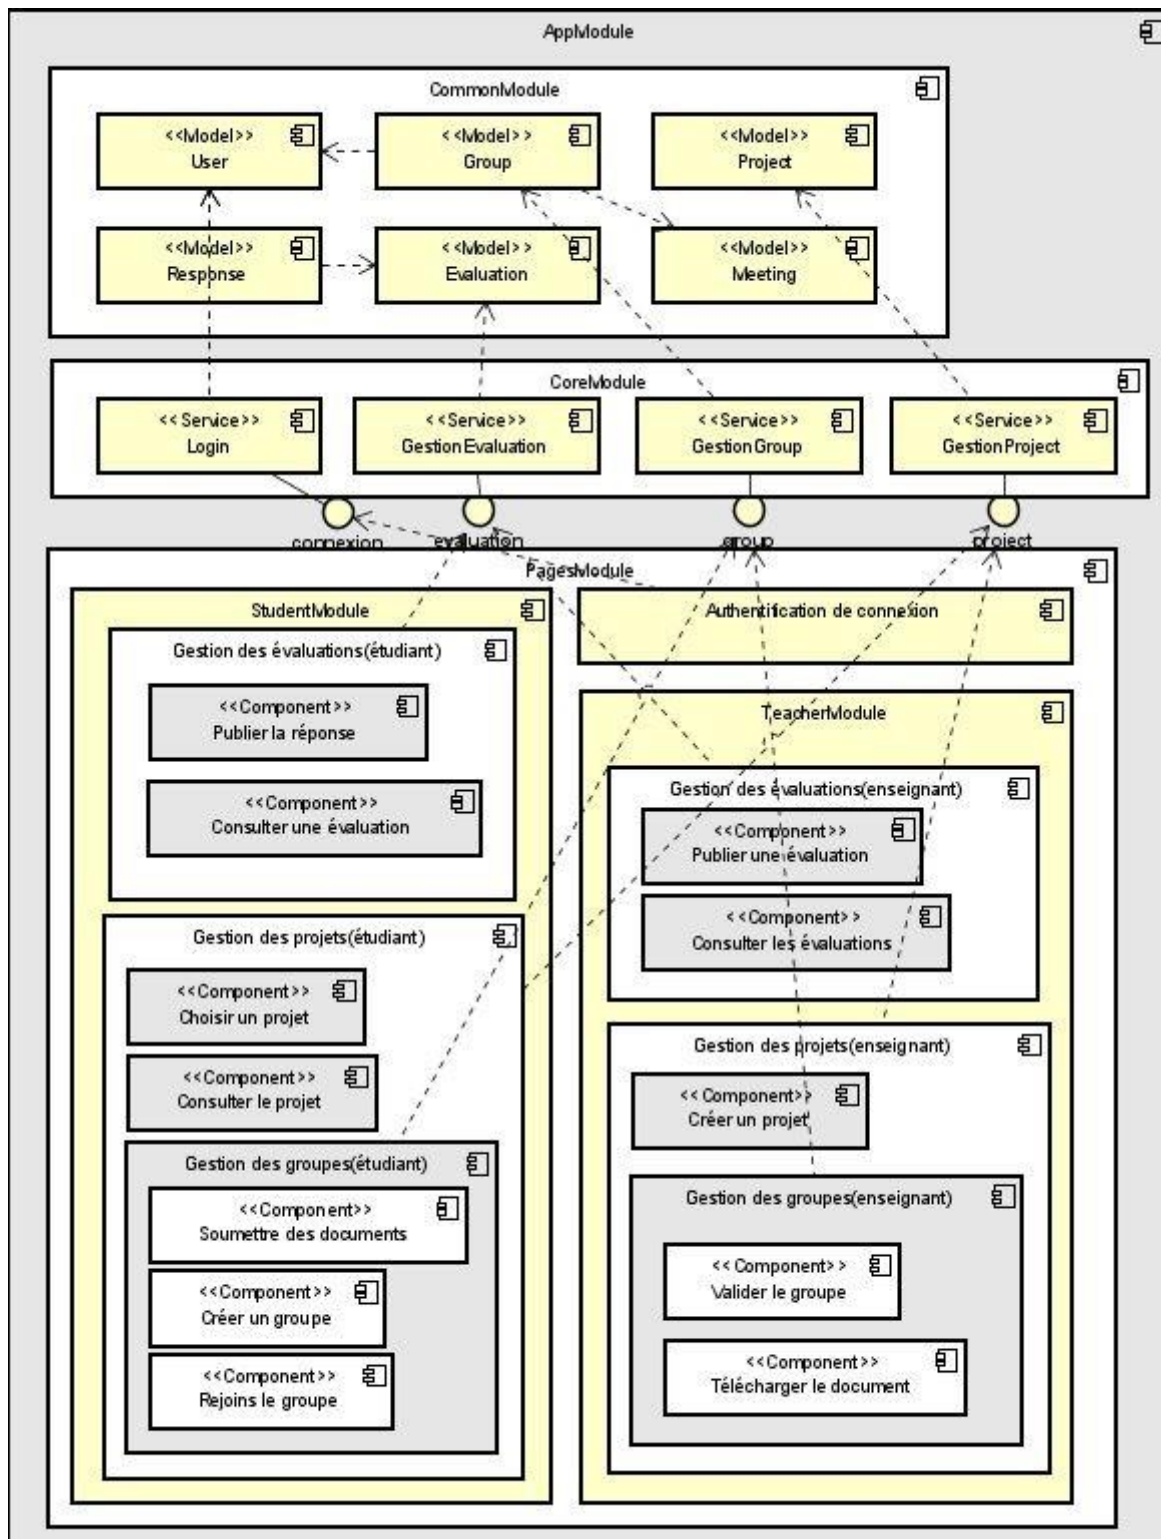 AppModule
CommonModule
<<Model>>
User
<<Model>>
Group
<<Model>>
Project
<<Model>>
Response
<<Model>>
Evaluation
<<Model>>
Meeting
CoreModule
<<Service>>
Login
<<Service>>
GestionEvaluation
<<Service>>
GestionGroup
<<Service>>
GestionProject
connexion
evaluation
group
project
PagesModule
StudentModule
Gestion des évaluations(étudiant)
<<Component>>
Publier la réponse
<<Component>>
Consulter une évaluation
Gestion des projets(étudiant)
<<Component>>
Choisir un projet
<<Component>>
Consulter le projet
Gestion des groupes(étudiant)
<<Component>>
Soumettre des documents
<<Component>>
Créer un groupe
<<Component>>
Rejoins le groupe
Authentification de connexion
TeacherModule
Gestion des évaluations(enseignant)
<<Component>>
Publier une évaluation
<<Component>>
Consulter les évaluations
Gestion des projets(enseignant)
<<Component>>
Créer un projet
Gestion des groupes(enseignant)
<<Component>>
Valider le groupe
<<Component>>
Télécharger le document